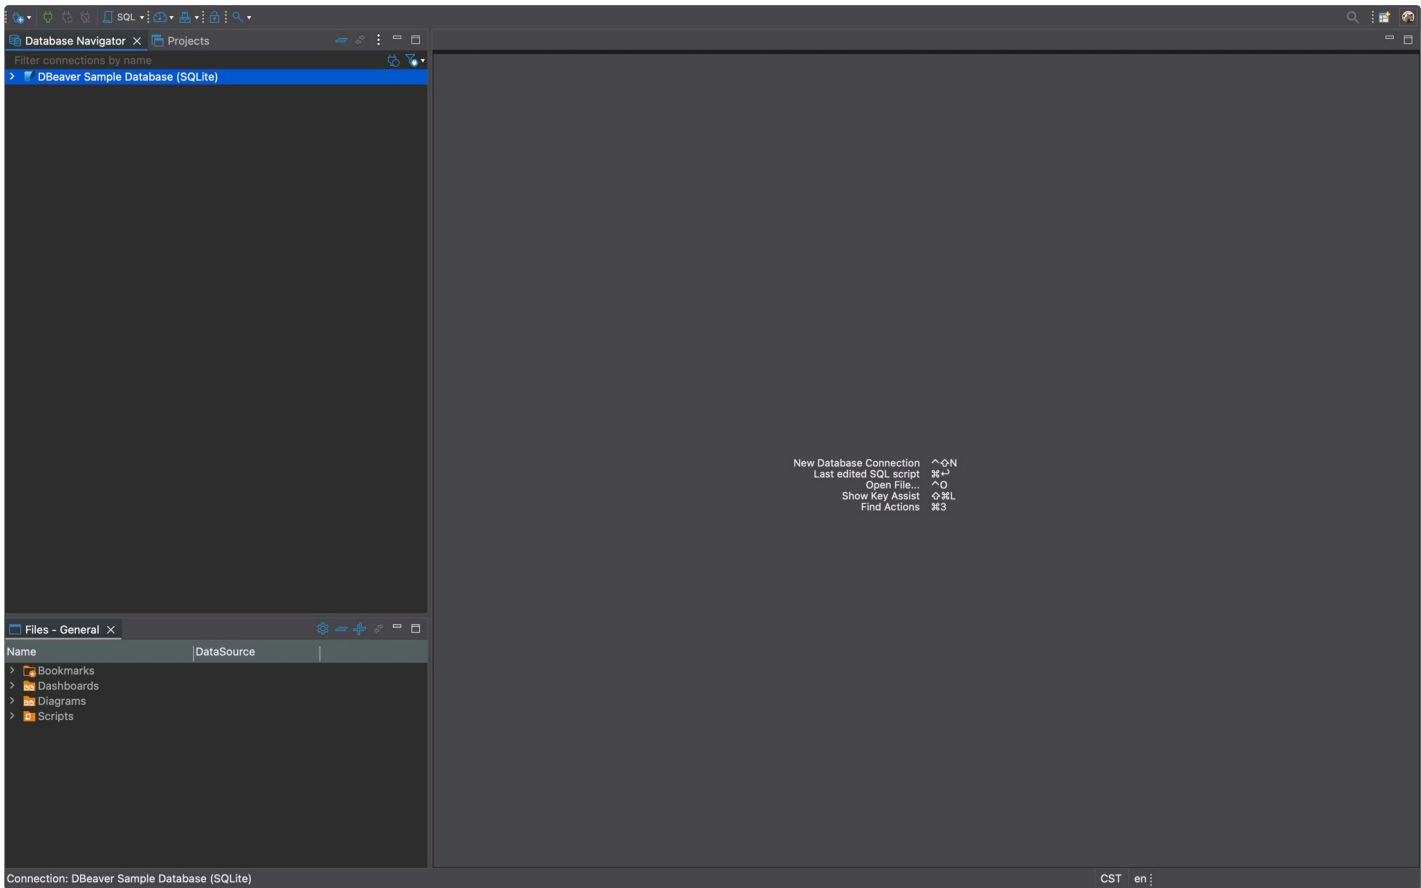 SQL
Database Navigator
Projects
Filter connections by name
DBeaver Sample Database (SQLite)
New Database Connection ^⇧N
Last edited SQL script ⌘↩
Open File... ^O
Show Key Assist ⇧⌘L
Find Actions ⌘3
Files - General
Name DataSource
Bookmarks
Dashboards
Diagrams
Scripts
Connection: DBeaver Sample Database (SQLite)
CST en